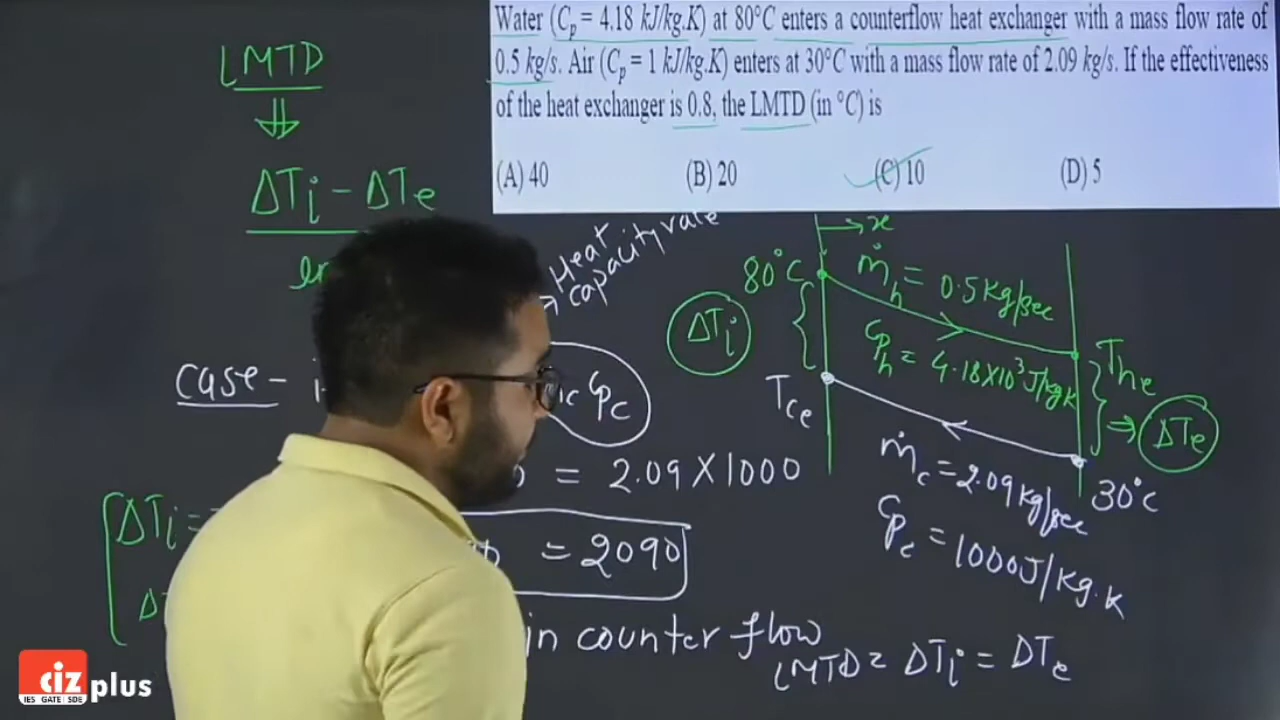 Water (Cp = 4.18 kJ/kg.K) at 80°C enters a counterflow heat exchanger with a mass flow rate of
0.5 kg/s. Air (Cp = 1 kJ/kg.K) enters at 30°C with a mass flow rate of 2.09 kg/s. If the effectiveness
of the heat exchanger is 0.8, the LMTD (in °C) is
(A) 40 (B) 20 (C) 10 (D) 5
LMTD
⇓
ΔTi - ΔTe
Heat
capacity rate
case -
Cpc
= 2.09 X 1000
= 2090
ΔTi =
in counter flow
LMTD = ΔTi = ΔTe
x
80°C
ṁh = 0.5 kg/sec
Cph = 4.18X10³ J/kg K
ΔTi
The
⇒ ΔTe
Tce
ṁc = 2.09 kg/sec
30°C
Cpc = 1000 J/kg.K
ciz plus
IES GATE SDE